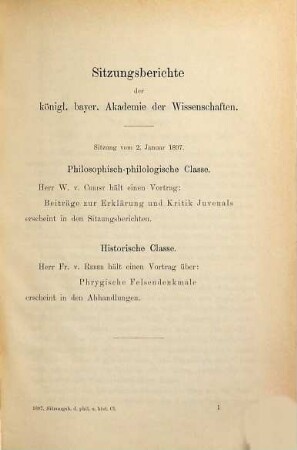 Sitzungsberichte
der
königl. bayer. Akademie der Wissenschaften.
Sitzung vom 2. Januar 1897.
Philosophisch-philologische Classe.
Herr W. v. Christ hält einen Vortrag:
Beiträge zur Erklärung und Kritik Juvenals
erscheint in den Sitzungsberichten.
Historische Classe.
Herr Fr. v. Reber hält einen Vortrag über:
Phrygische Felsendenkmale
erscheint in den Abhandlungen.
1897. Sitzungsb. d. phil. u. hist. Cl. 1